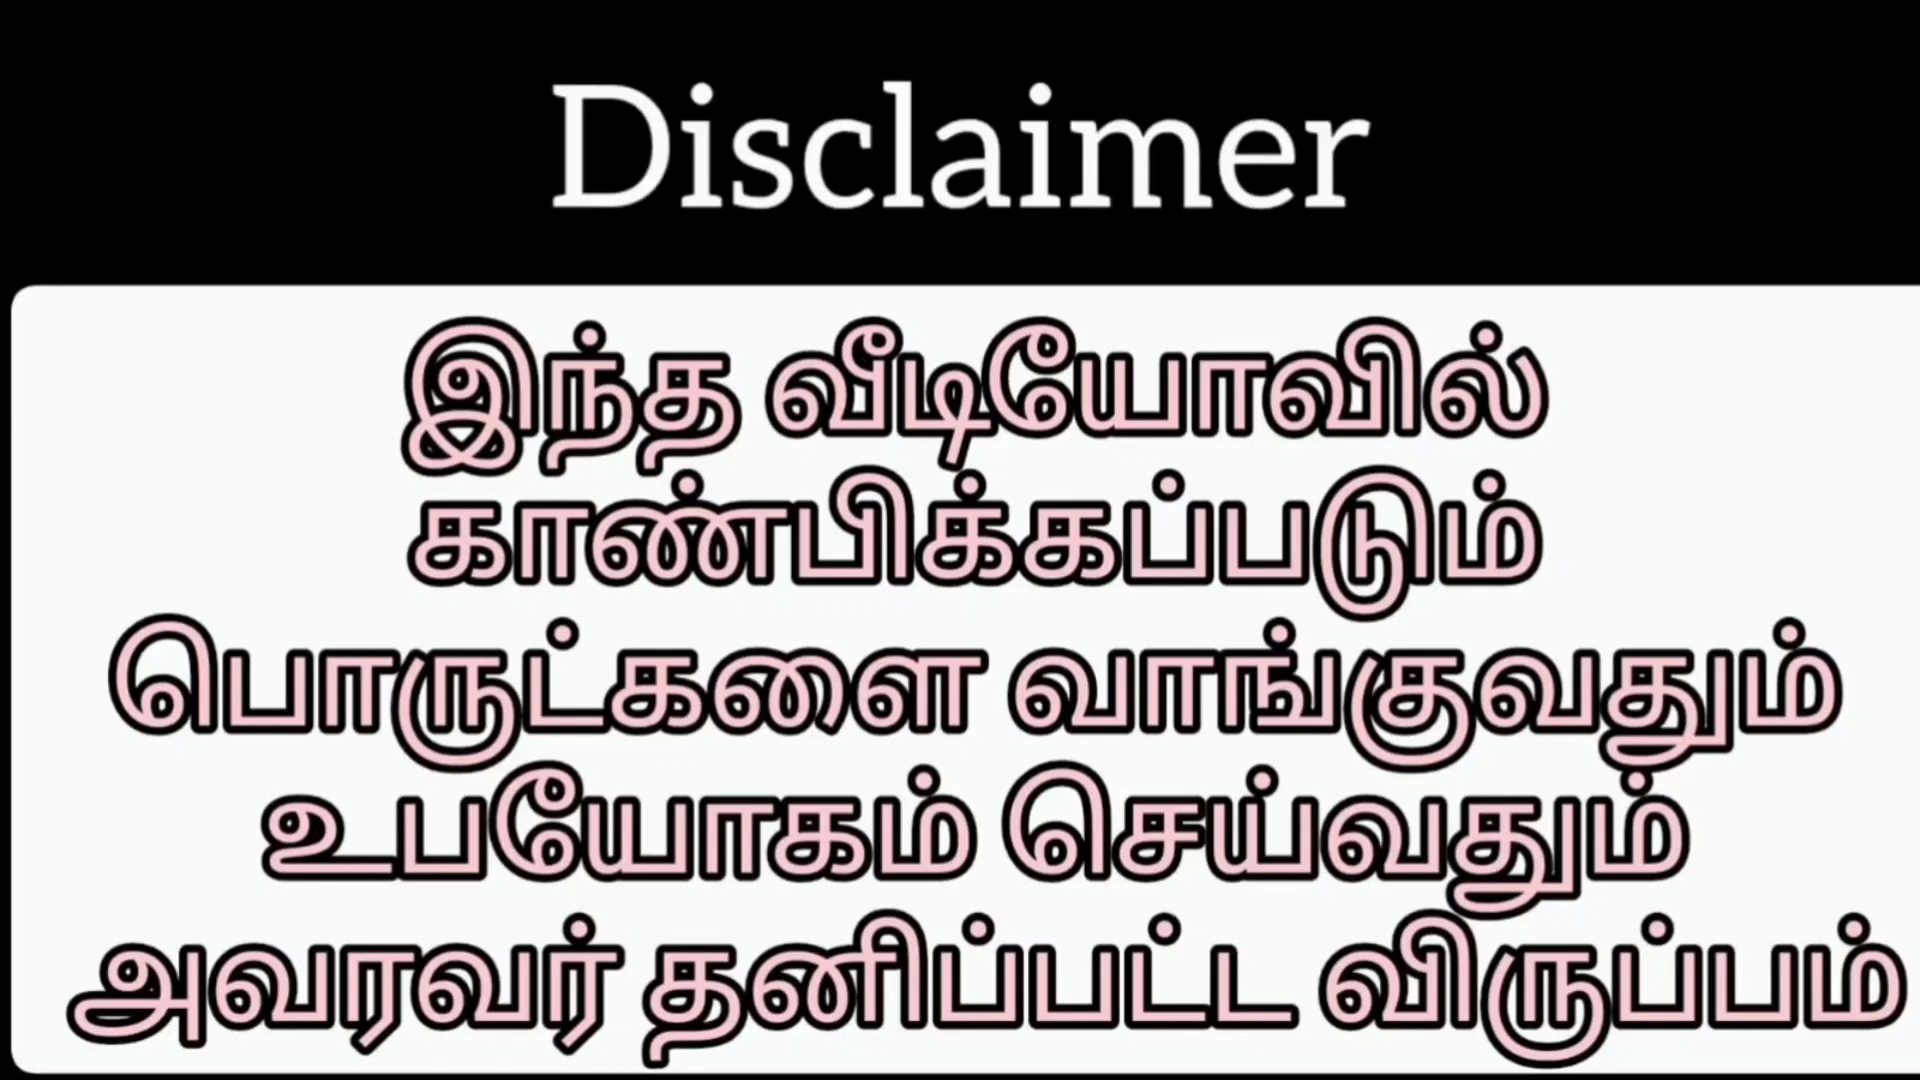 Disclaimer
இந்த வீடியோவில்
காண்பிக்கப்படும்
பொருட்களை வாங்குவதும்
உபயோகம் செய்வதும்
அவரவர் தனிப்பட்ட விருப்பம்